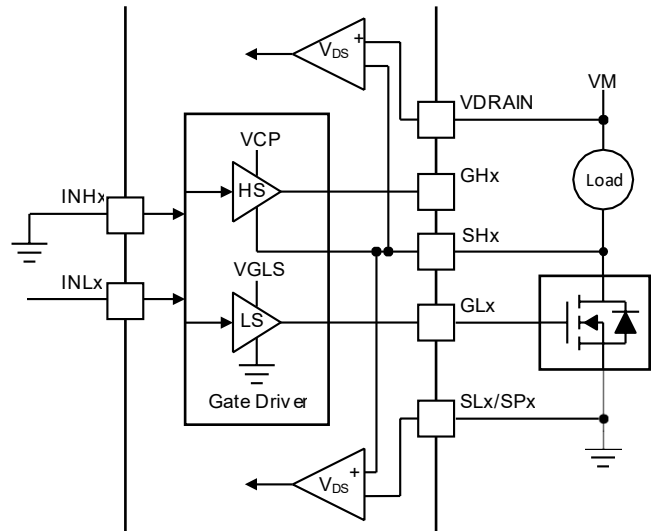 +
VDS
VDRAIN
VM
VCP
HS
GHx
Load
INHx
SHx
VGLS
INLx
LS
GLx
Gate Driver
SLx/SPx
+
VDS